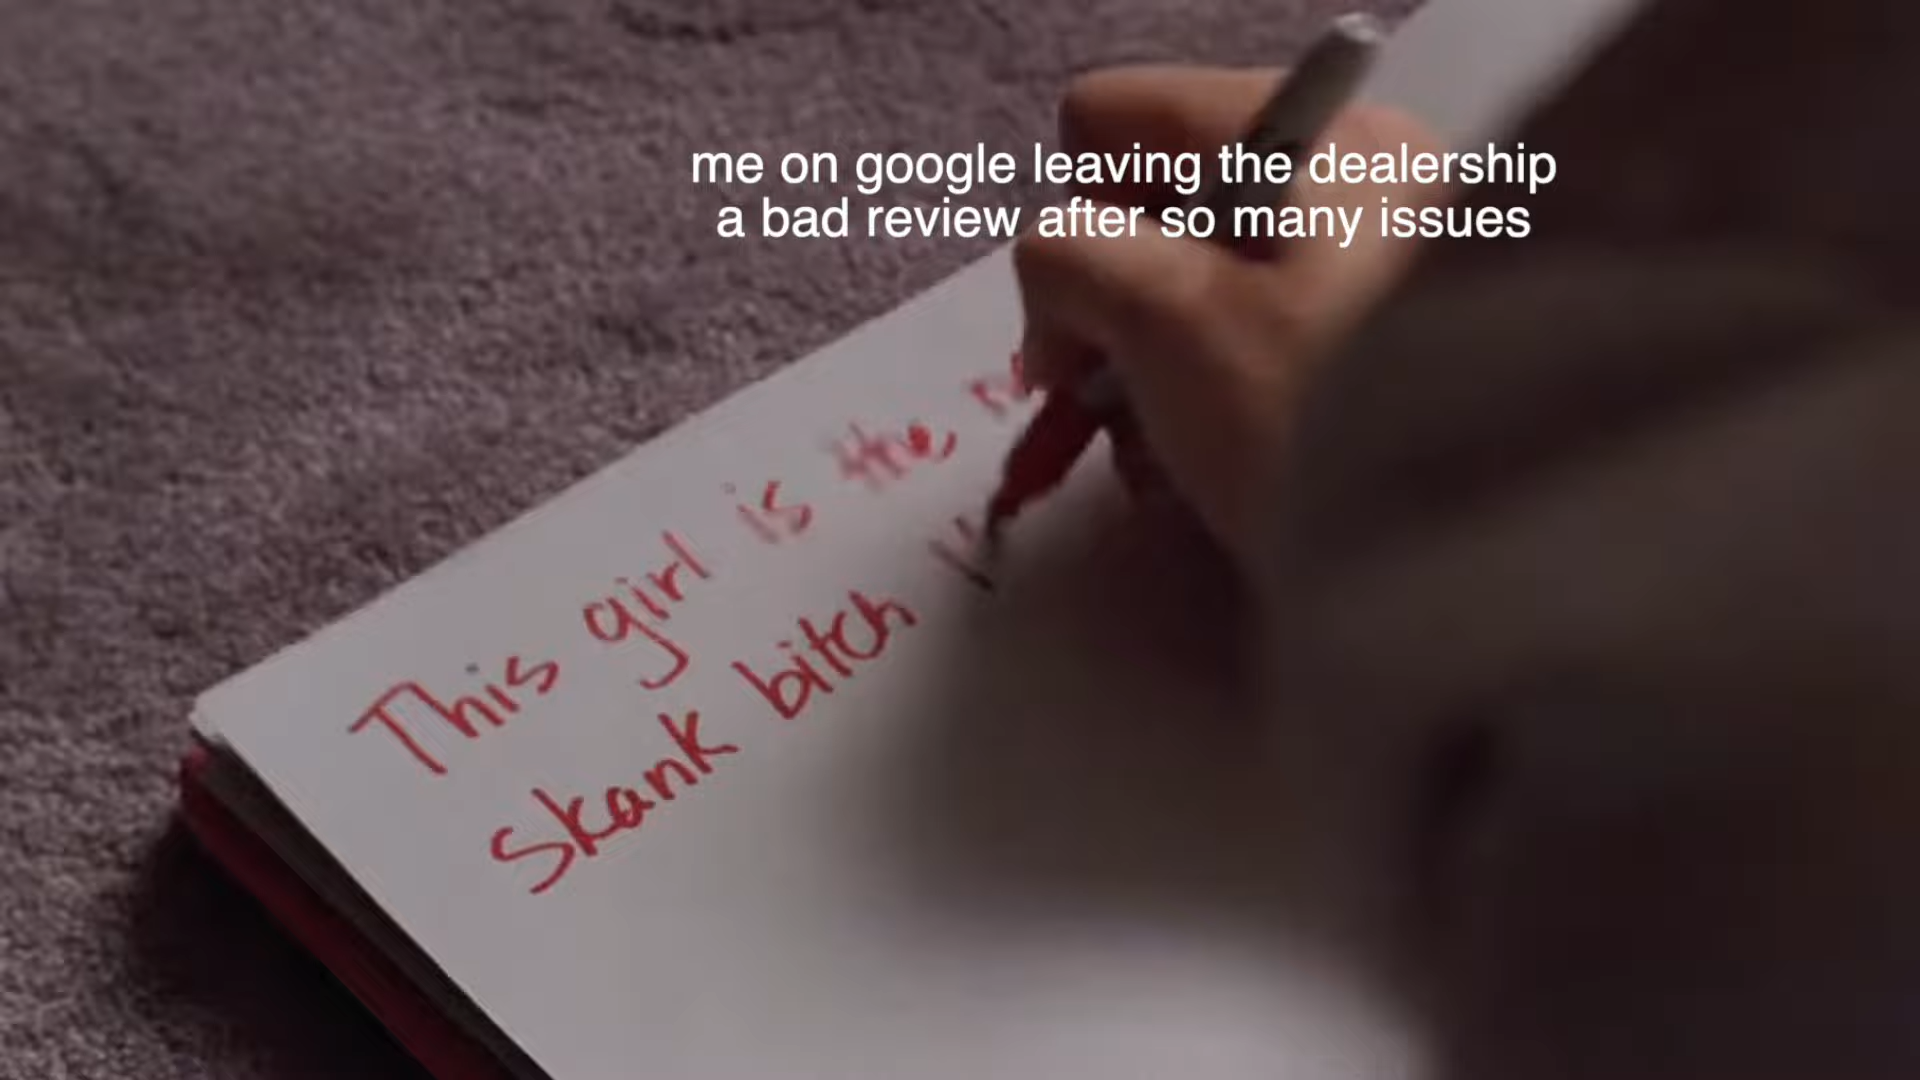 me on google leaving the dealership
a bad review after so many issues
This girl is the
skank bitch